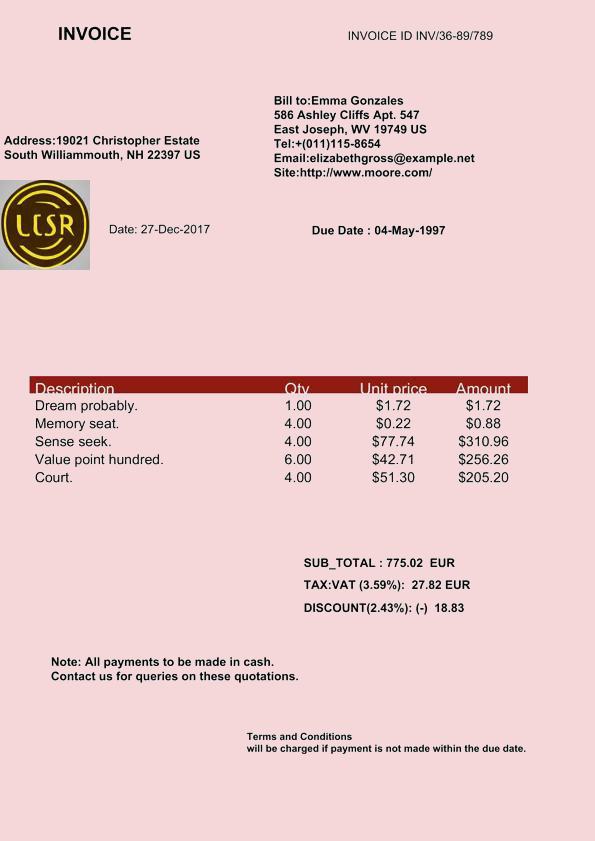 INVOICE
INVOICE ID INV/36-89/789
Bill to:Emma Gonzales
586 Ashley Cliffs Apt. 547
East Joseph, WV 19749 US
Tel:+(011)115-8654
Email:elizabethgross@example.net
Site:http://www.moore.com/
Address:19021 Christopher Estate
South Williammouth, NH 22397 US
LCSR
Date: 27-Dec-2017
Due Date : 04-May-1997
Description Qty Unit price Amount
Dream probably. 1.00 $1.72 $1.72
Memory seat. 4.00 $0.22 $0.88
Sense seek. 4.00 $77.74 $310.96
Value point hundred. 6.00 $42.71 $256.26
Court. 4.00 $51.30 $205.20
SUB_TOTAL : 775.02 EUR
TAX:VAT (3.59%): 27.82 EUR
DISCOUNT(2.43%): (-) 18.83
Note: All payments to be made in cash.
Contact us for queries on these quotations.
Terms and Conditions
will be charged if payment is not made within the due date.